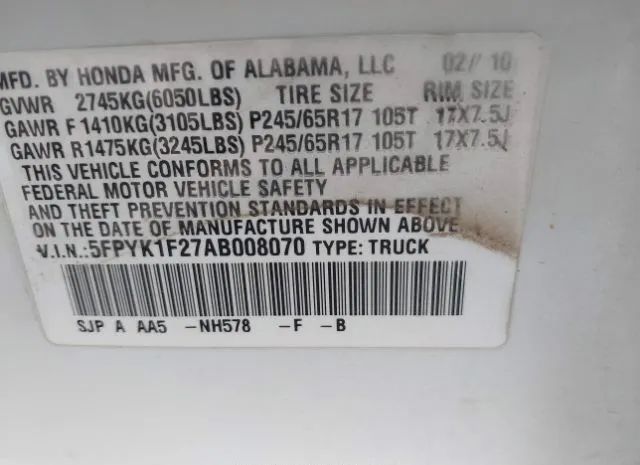 MFD. BY HONDA MFG. OF ALABAMA, LLC 02/ 10
GVWR 2745KG(6050LBS) TIRE SIZE RIM SIZE
GAWR F1410KG(3105LBS) P245/65R17 105T 17X7.5J
GAWR R1475KG(3245LBS) P245/65R17 105T 17X7.5J
THIS VEHICLE CONFORMS TO ALL APPLICABLE
FEDERAL MOTOR VEHICLE SAFETY
AND THEFT PREVENTION STANDARDS IN EFFECT
ON THE DATE OF MANUFACTURE SHOWN ABOVE
V.I.N.:5FPYK1F27AB008070 TYPE: TRUCK
SJP A AA5 -NH578 -F -B